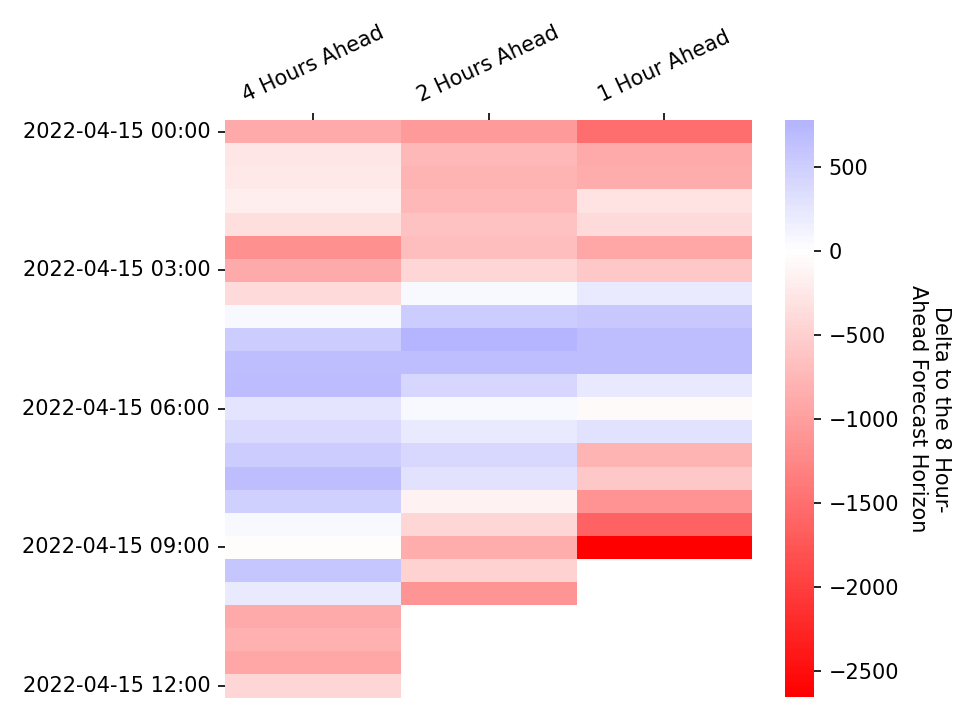 4 Hours Ahead
2 Hours Ahead
1 Hour Ahead
2022-04-15 00:00
2022-04-15 03:00
2022-04-15 06:00
2022-04-15 09:00
2022-04-15 12:00
500
0
−500
−1000
−1500
−2000
−2500
Delta to the 8 Hour-
Ahead Forecast Horizon